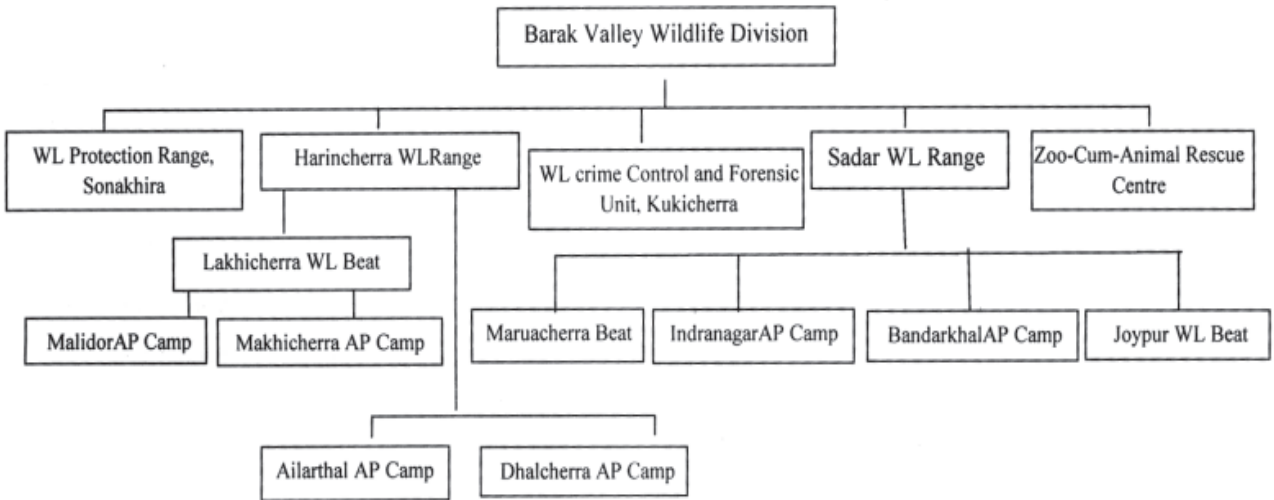 Barak Valley Wildlife Division
WL Protection Range,
Sonakhira
Harincherra WLRange
WL crime Control and Forensic
Unit, Kukicherra
Sadar WL Range
Zoo-Cum-Animal Rescue
Centre
Lakhicherra WL Beat
MalidorAP Camp
Makhicherra AP Camp
Maruacherra Beat
IndranagarAP Camp
BandarkhalAP Camp
Joypur WL Beat
Ailarthal AP Camp
Dhalcherra AP Camp